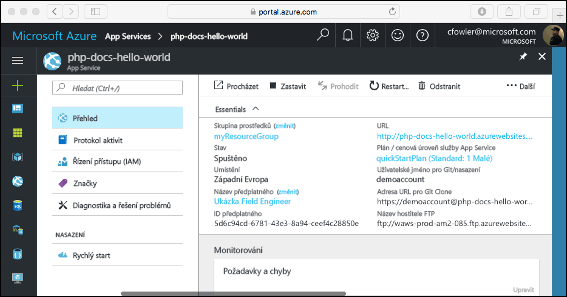 portal.azure.com
Microsoft Azure App Services > php-docs-hello-world
cfowler@microsoft.com
MICROSOFT
php-docs-hello-world
App Service
Hledat (Ctrl+/)
Přehled
Protokol aktivit
Řízení přístupu (IAM)
Značky
Diagnostika a řešení problémů
NASAZENÍ
Rychlý start
Procházet Zastavit Prohodit Restart... Odstranit ••• Další
Essentials
Skupina prostředků (změnit)
myResourceGroup
Stav
Spuštěno
Umístění
Západní Evropa
Název předplatného (změnit)
Ukázka Field Engineer
ID předplatného
5d6c94cd-6781-43e3-8a94-ceef4c28850e
URL
http://php-docs-hello-world.azurewebsites....
Plán / cenová úroveň služby App Service
quickStartPlan (Standard: 1 Malé)
Uživatelské jméno pro Git/nasazení
demoaccount
Adresa URL pro Git Clone
https://demoaccount@php-docs-hello-wor...
Název hostitele FTP
ftp://waws-prod-am2-085.ftp.azurewebsite...
Monitorování
Požadavky a chyby
Upravit